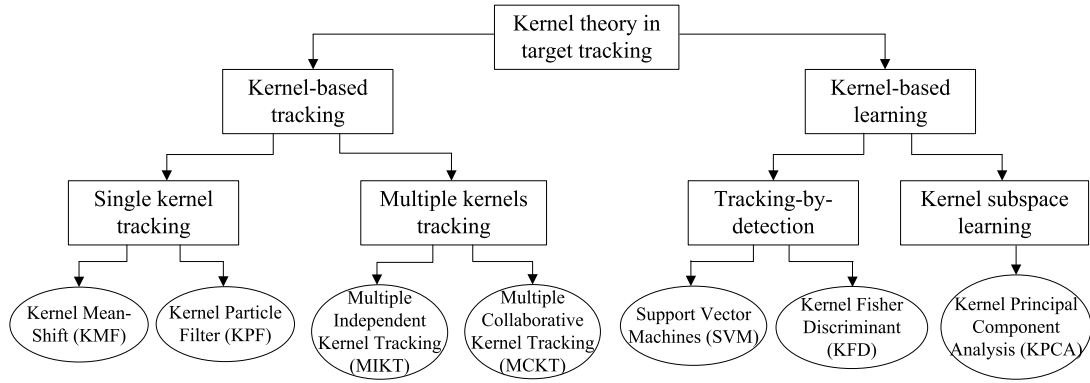 Kernel theory in
target tracking
Kernel-based
tracking
Kernel-based
learning
Single kernel
tracking
Multiple kernels
tracking
Tracking-by-
detection
Kernel subspace
learning
Kernel Mean-
Shift (KMF)
Kernel Particle
Filter (KPF)
Multiple
Independent
Kernel Tracking
(MIKT)
Multiple
Collaborative
Kernel Tracking
(MCKT)
Support Vector
Machines (SVM)
Kernel Fisher
Discriminant
(KFD)
Kernel Principal
Component
Analysis (KPCA)